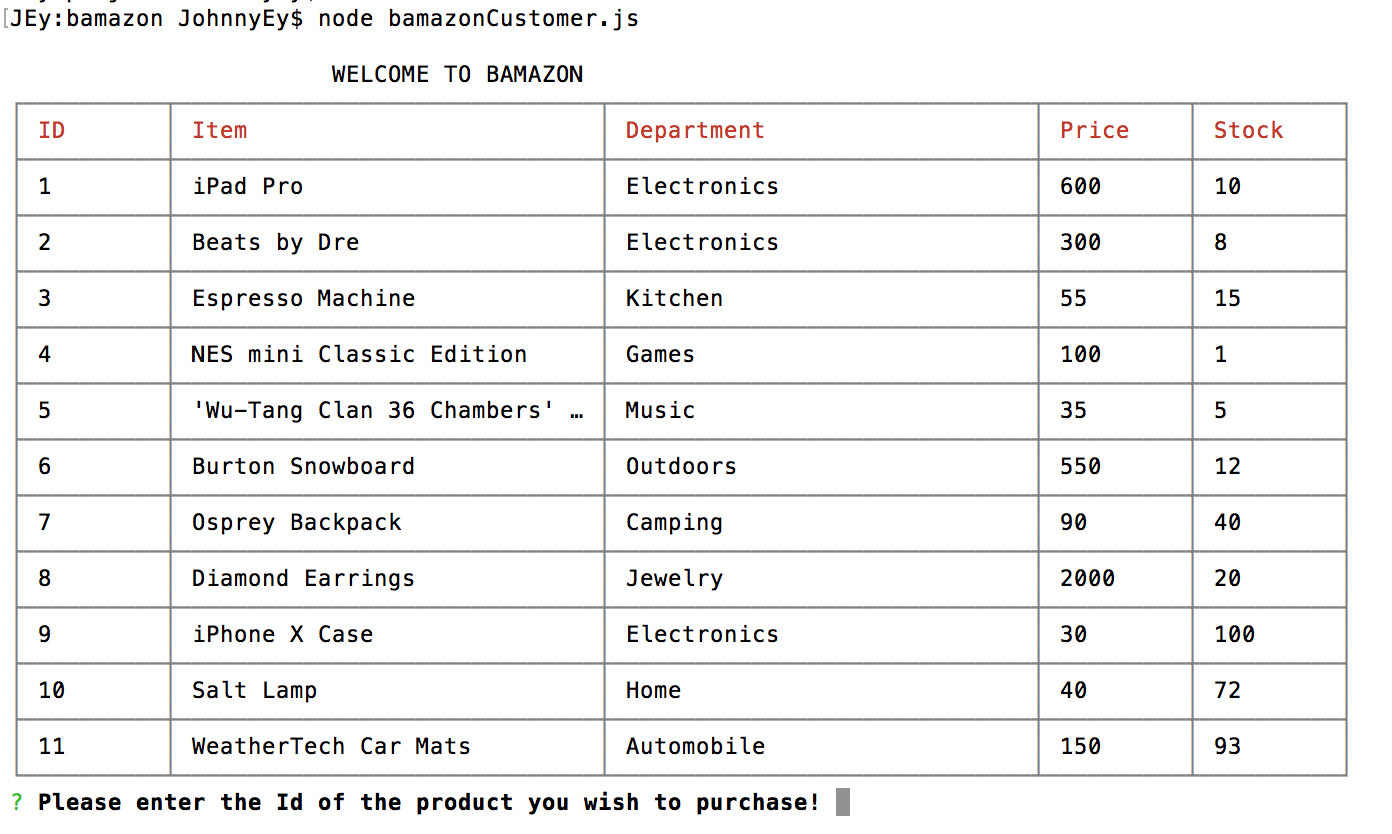 JEy:bamazon JohnnyEy$ node bamazonCustomer.js
WELCOME TO BAMAZON
ID Item Department Price Stock
1 iPad Pro Electronics 600 10
2 Beats by Dre Electronics 300 8
3 Espresso Machine Kitchen 55 15
4 NES mini Classic Edition Games 100 1
5 'Wu-Tang Clan 36 Chambers' … Music 35 5
6 Burton Snowboard Outdoors 550 12
7 Osprey Backpack Camping 90 40
8 Diamond Earrings Jewelry 2000 20
9 iPhone X Case Electronics 30 100
10 Salt Lamp Home 40 72
11 WeatherTech Car Mats Automobile 150 93
? Please enter the Id of the product you wish to purchase!